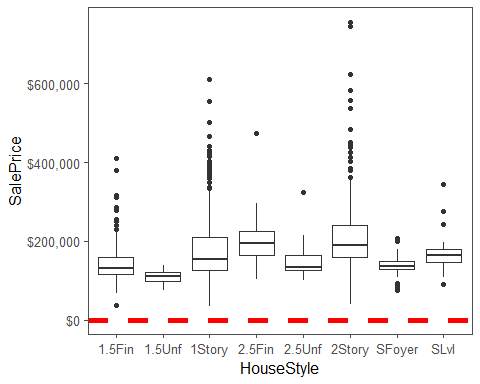 SalePrice
$600,000
$400,000
$200,000
$0
1.5Fin 1.5Unf 1Story 2.5Fin 2.5Unf 2Story SFoyer SLvl
HouseStyle